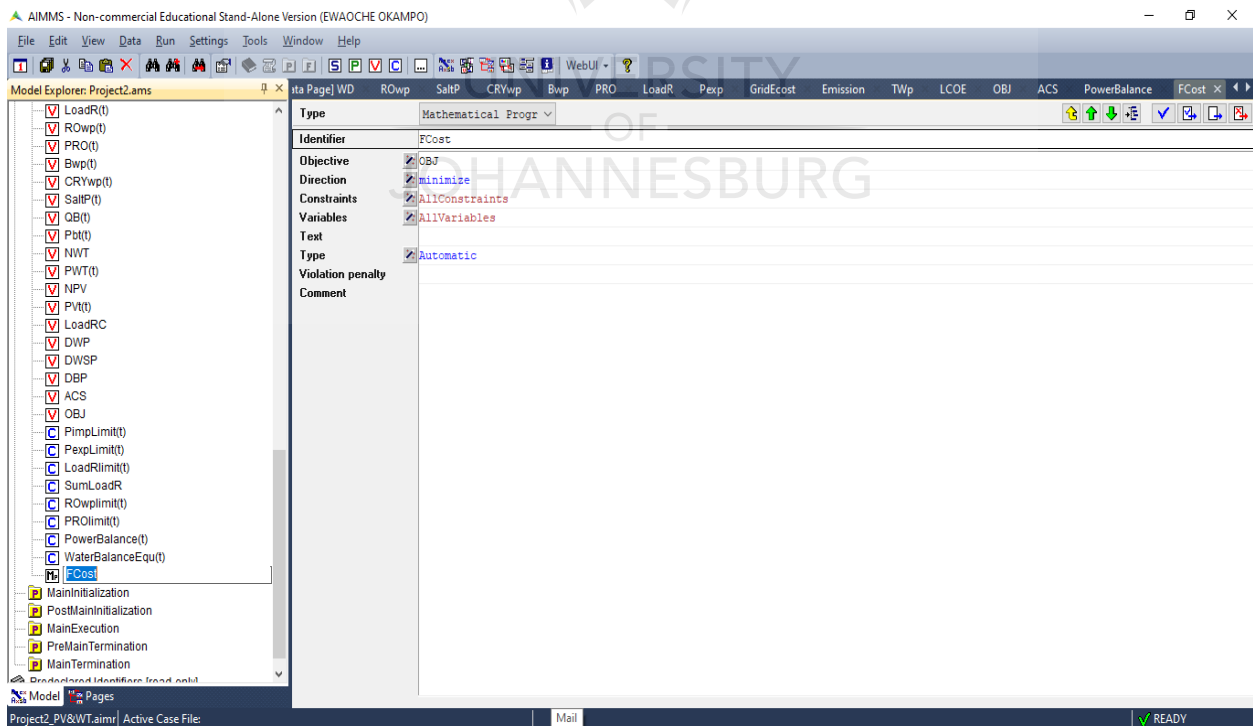 AIMMS - Non-commercial Educational Stand-Alone Version (EWAOCHE OKAMPO)
File Edit View Data Run Settings Tools Window Help
S P V C ... WebUI ?
UNIVERSITY
OF
JOHANNESBURG
Model Explorer: Project2.ams
ata Page] WD ROwp SaltP CRYwp Bwp PRO LoadR Pexp GridEcost Emission TWp LCOE OBJ ACS PowerBalance FCost
V LoadR(t)
V ROwp(t)
V PRO(t)
V Bwp(t)
V CRYwp(t)
V SaltP(t)
V QB(t)
V Pbt(t)
V NWT
V PWT(t)
V NPV
V PVt(t)
V LoadRC
V DWP
V DWSP
V DBP
V ACS
V OBJ
C PimpLimit(t)
C PexpLimit(t)
C LoadRlimit(t)
C SumLoadR
C ROwplimit(t)
C PROlimit(t)
C PowerBalance(t)
C WaterBalanceEqu(t)
FCost
P MainInitialization
P PostMainInitialization
P MainExecution
P PreMainTermination
P MainTermination
Predeclared Identifiers [read-only]
Model Pages
Type Mathematical Progr
Identifier FCost
Objective OBJ
Direction minimize
Constraints AllConstraints
Variables AllVariables
Text
Type Automatic
Violation penalty
Comment
Project2_PV&WT.aimr Active Case File: Mail READY